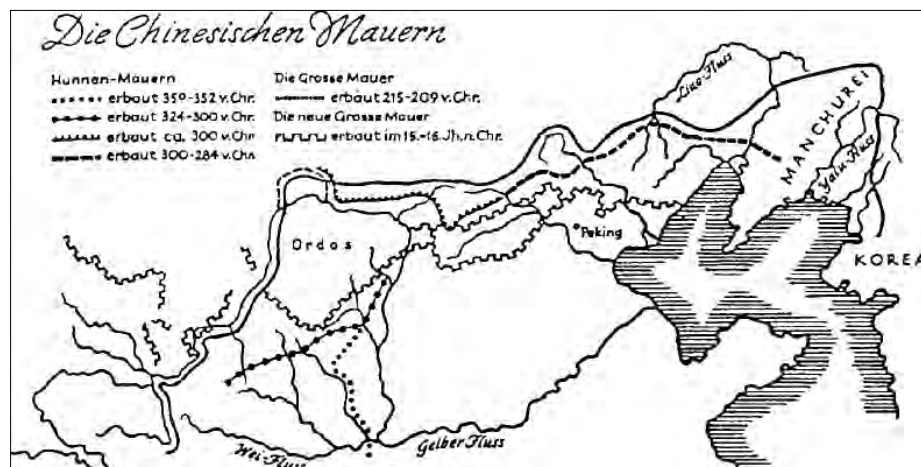 Die Chinesischen Mauern
Hunnen-Mauern
erbaut 359-352 v.Chr.
erbaut 324-300 v.Chr.
erbaut ca. 300 v.Chr.
erbaut 300-284 v.Chr.
Die Grosse Mauer
erbaut 215-209 v.Chr.
Die neue Grosse Mauer
erbaut im 15.-16. Jh. n. Chr.
Liao-Fluss
MANCHUREI
Yalu-Fluss
Ordos
Peking
KOREA
Wei-Fluss
Gelber Fluss